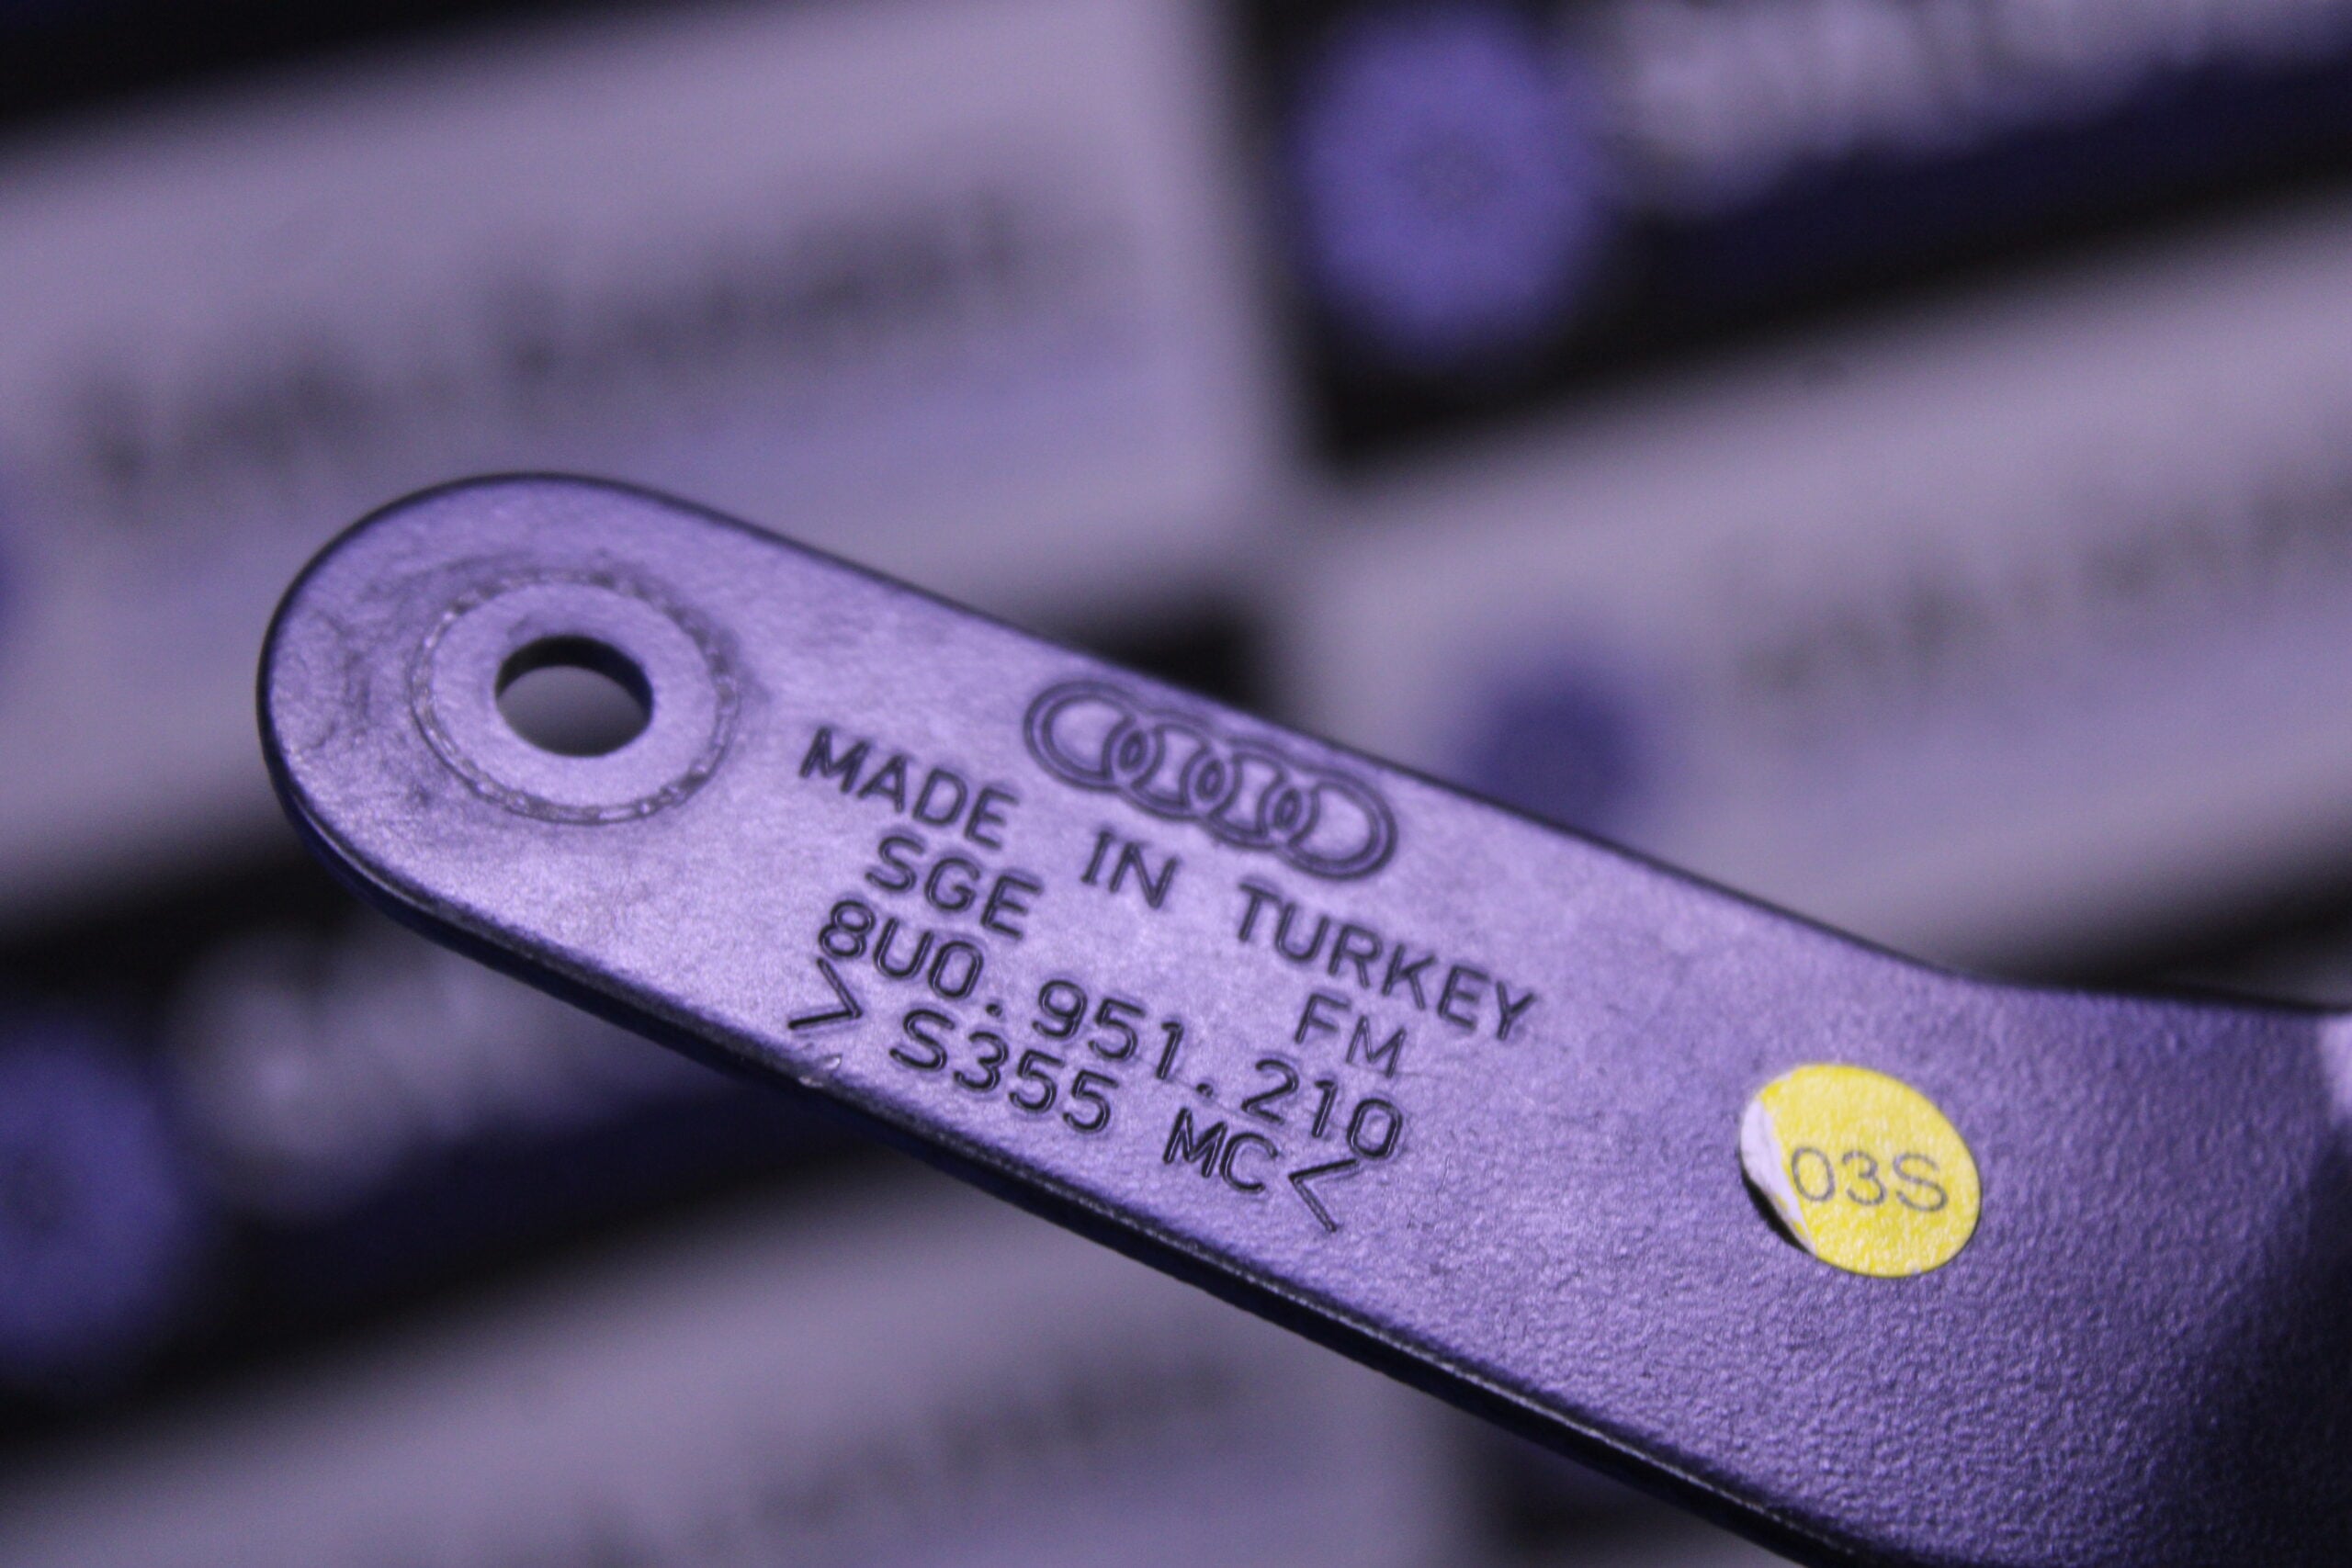 MADE IN TURKEY
SGE FM
8U0.951.210
>S355 MC<
03S